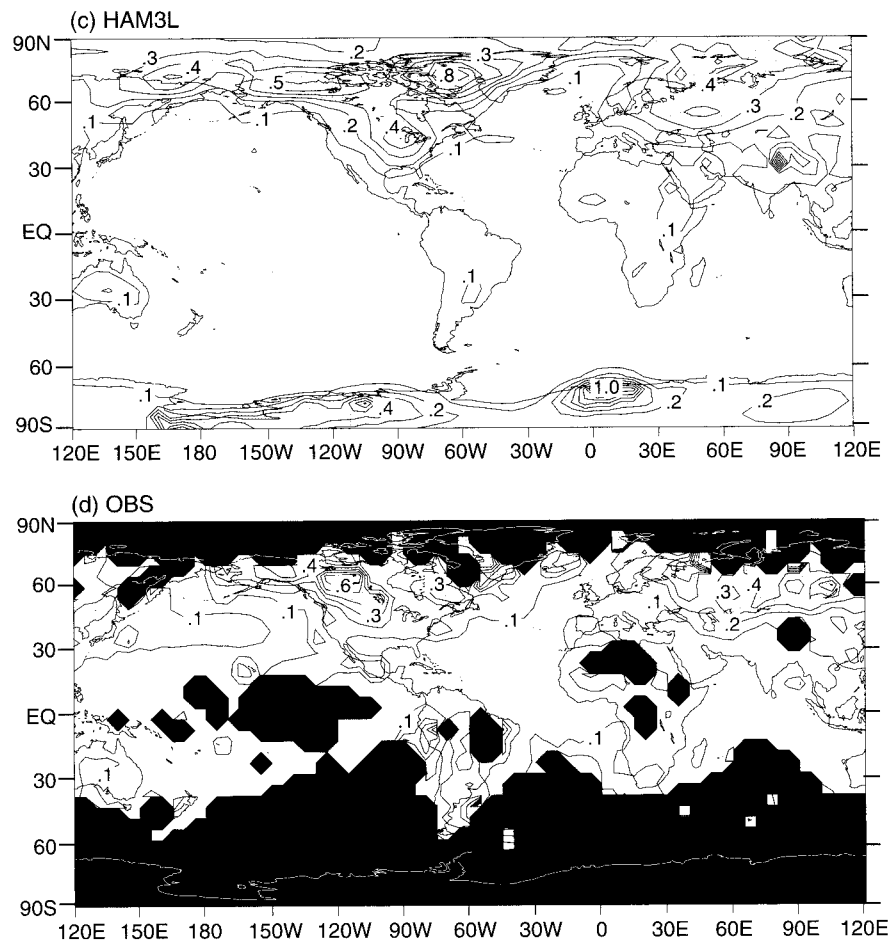 (c) HAM3L
90N
.3 .2 .3
.4 .5 .8 .1 .4
60
.1 .1 .2 .4 .3 .2
.1 .1
30
EQ .1
30 .1 .1
60
.1 1.0 .1
.4 .2 .2 .2
90S
120E 150E 180 150W 120W 90W 60W 30W 0 30E 60E 90E 120E
(d) OBS
90N
.4
60 .6 .3 .1 .3 .4
.1 .1 .3 .1 .2
30
EQ .1
.1
30 .1
60
90S
120E 150E 180 150W 120W 90W 60W 30W 0 30E 60E 90E 120E